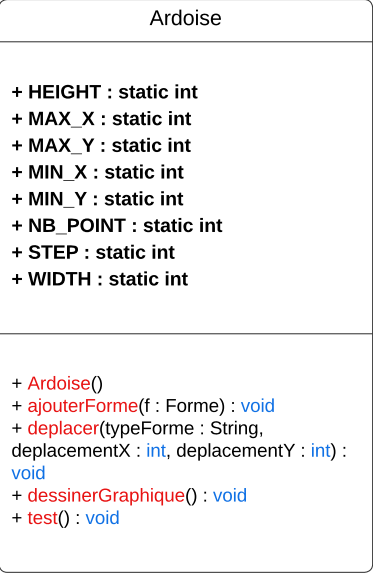 Ardoise
+ HEIGHT : static int
+ MAX_X : static int
+ MAX_Y : static int
+ MIN_X : static int
+ MIN_Y : static int
+ NB_POINT : static int
+ STEP : static int
+ WIDTH : static int
+ Ardoise()
+ ajouterForme(f : Forme) : void
+ deplacer(typeForme : String,
deplacementX : int, deplacementY : int) :
void
+ dessinerGraphique() : void
+ test() : void